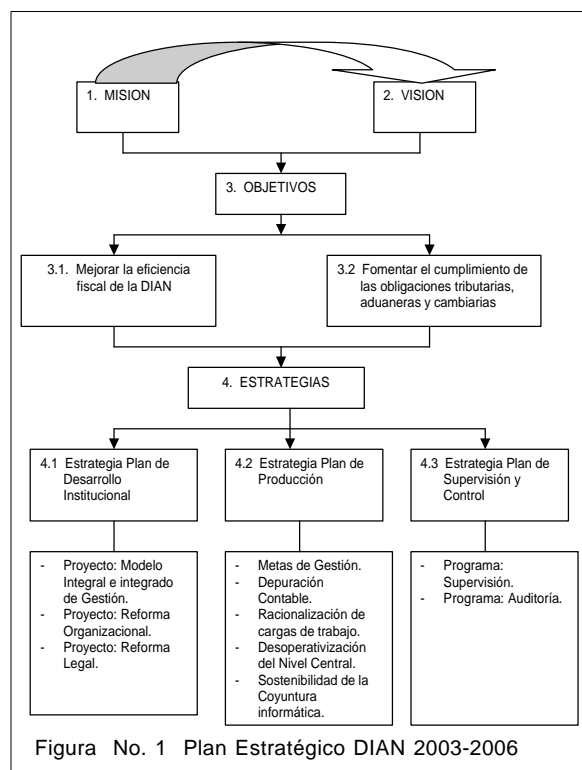 1. MISION
2. VISION
3. OBJETIVOS
3.1. Mejorar la eficiencia
fiscal de la DIAN
3.2 Fomentar el cumplimiento de
las obligaciones tributarias,
aduaneras y cambiarias
4. ESTRATEGIAS
4.1 Estrategia Plan de
Desarrollo
Institucional
4.2 Estrategia Plan de
Producción
4.3 Estrategia Plan de
Supervisión y
Control
- Proyecto: Modelo
Integral e integrado
de Gestión.
- Proyecto: Reforma
Organizacional.
- Proyecto: Reforma
Legal.
- Metas de Gestión.
- Depuración
Contable.
- Racionalización de
cargas de trabajo.
- Desoperativización
del Nivel Central.
- Sostenibilidad de la
Coyuntura
informática.
- Programa:
Supervisión.
- Programa: Auditoría.
Figura No. 1 Plan Estratégico DIAN 2003-2006